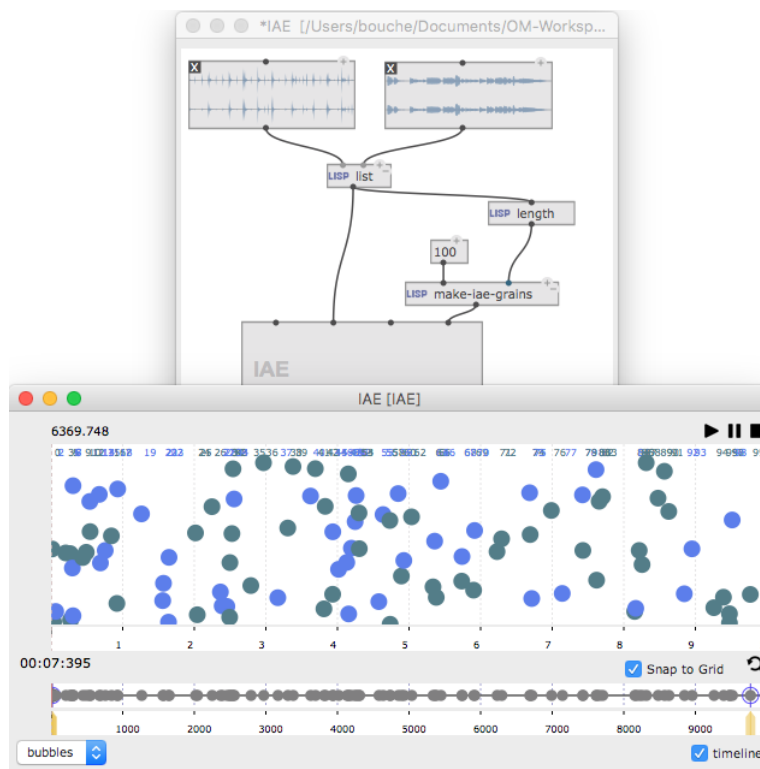 *IAE [/Users/bouche/Documents/OM-Worksp...
X
X
LISP list
LISP length
100
LISP make-iae-grains
IAE
IAE [IAE]
6369.748
1 2 3 4 5 6 7 8 9
00:07:395
Snap to Grid
1000 2000 3000 4000 5000 6000 7000 8000 9000
bubbles
timeline